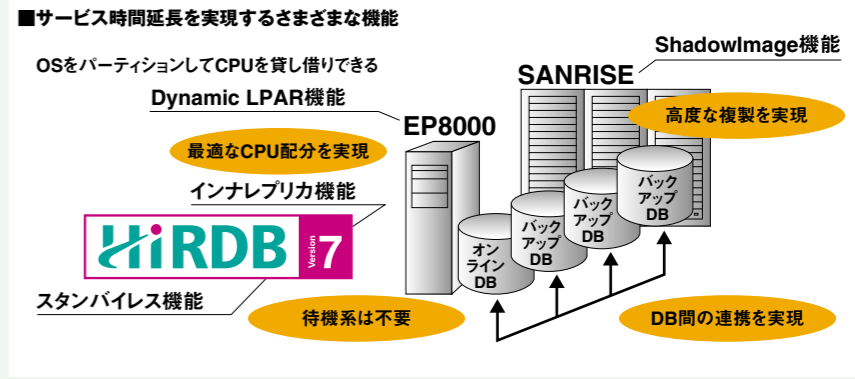 ■サービス時間延長を実現するさまざまな機能
ShadowImage機能
OSをパーティションしてCPUを貸し借りできる
SANRISE
Dynamic LPAR機能
高度な複製を実現
EP8000
最適なCPU配分を実現
インナレプリカ機能
バック
アップ
DB
バック
アップ
DB
バック
アップ
DB
オン
ライン
DB
HiRDB
Version
7
スタンバイレス機能
待機系は不要
DB間の連携を実現